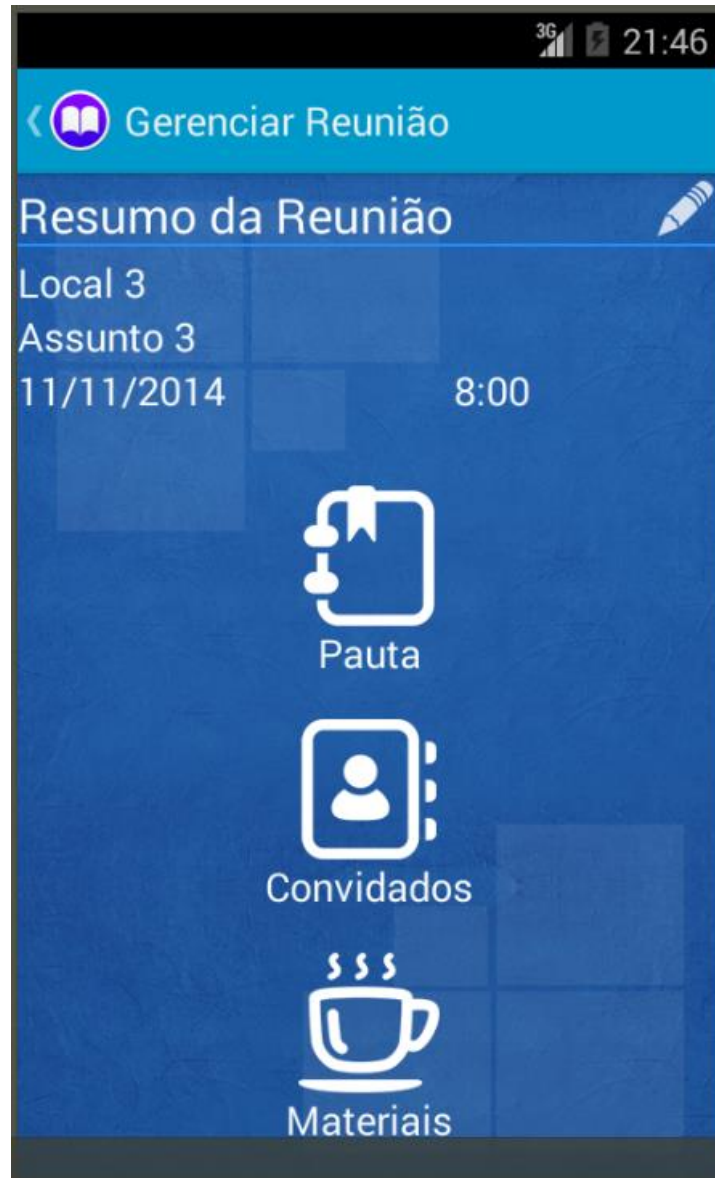 3G 21:46
Gerenciar Reunião
Resumo da Reunião
Local 3
Assunto 3
11/11/2014 8:00
Pauta
Convidados
Materiais